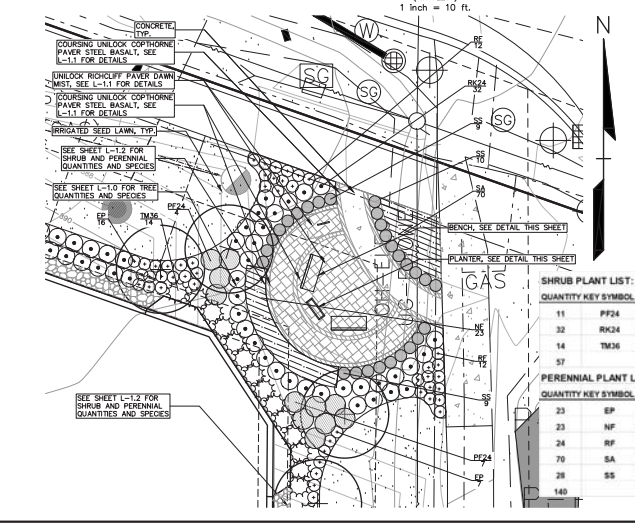 1 inch = 10 ft.
N
CONCRETE,
TYP.
COURSING UNILOCK COPTHORNE
PAVER STEEL BASALT, SEE
L-1.1 FOR DETAILS
UNILOCK RICHCLIFF PAVER DAWN
MIST, SEE L-1.1 FOR DETAILS
COURSING UNILOCK COPTHORNE
PAVER STEEL BASALT, SEE
L-1.1 FOR DETAILS
IRRIGATED SEED LAWN, TYP.
SEE SHEET L-1.2 FOR
SHRUB AND PERENNIAL
QUANTITIES AND SPECIES
SEE SHEET L-1.0 FOR TREE
QUANTITIES AND SPECIES
EP
16
TM36
14
PF24
4
890
W
SG
SG
SG
RF
12
RK24
32
SS
9
SS
10
SA
70
BENCH, SEE DETAIL THIS SHEET
PLANTER, SEE DETAIL THIS SHEET
GAS
NF
23
RF
12
SS
9
PF24
7
EP
7
SEE SHEET L-1.2 FOR
SHRUB AND PERENNIAL
QUANTITIES AND SPECIES
SHRUB PLANT LIST:
QUANTITY KEY SYMBOL
11 PF24
32 RK24
14 TM36
57
PERENNIAL PLANT L
QUANTITY KEY SYMBOL
23 EP
23 NF
24 RF
70 SA
28 SS
140